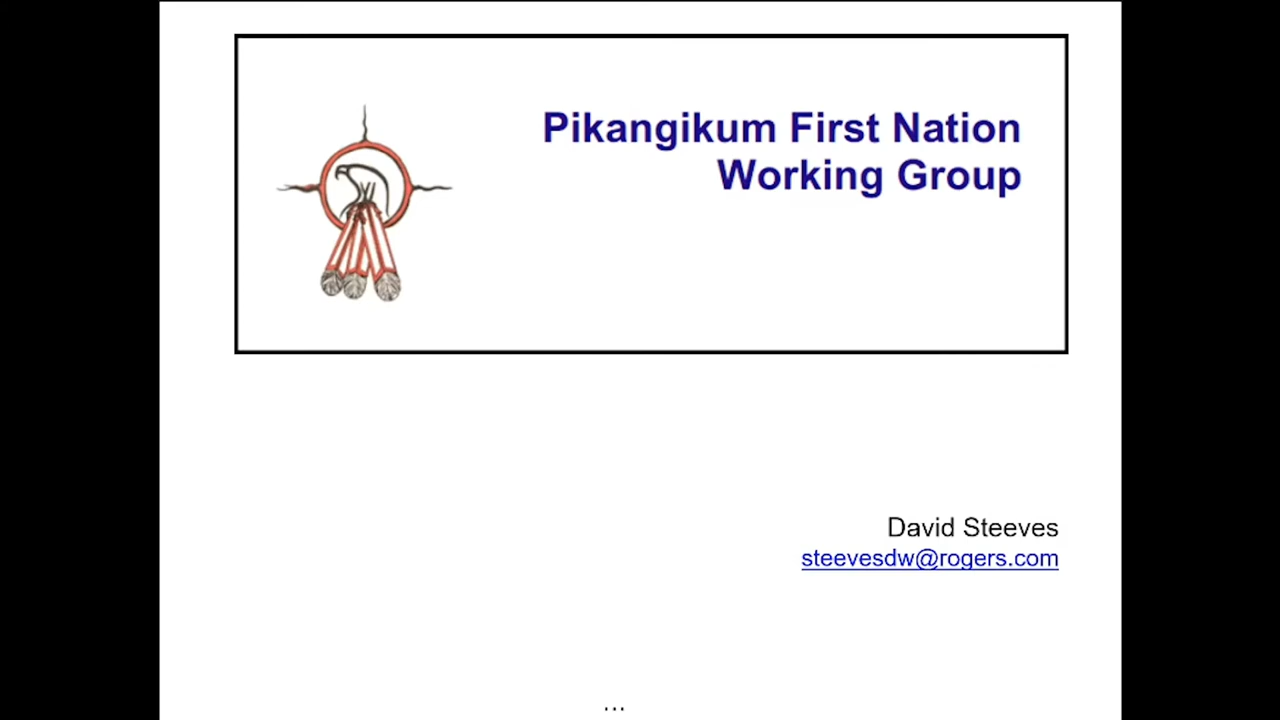 Pikangikum First Nation
Working Group
David Steeves
steevesdw@rogers.com
...